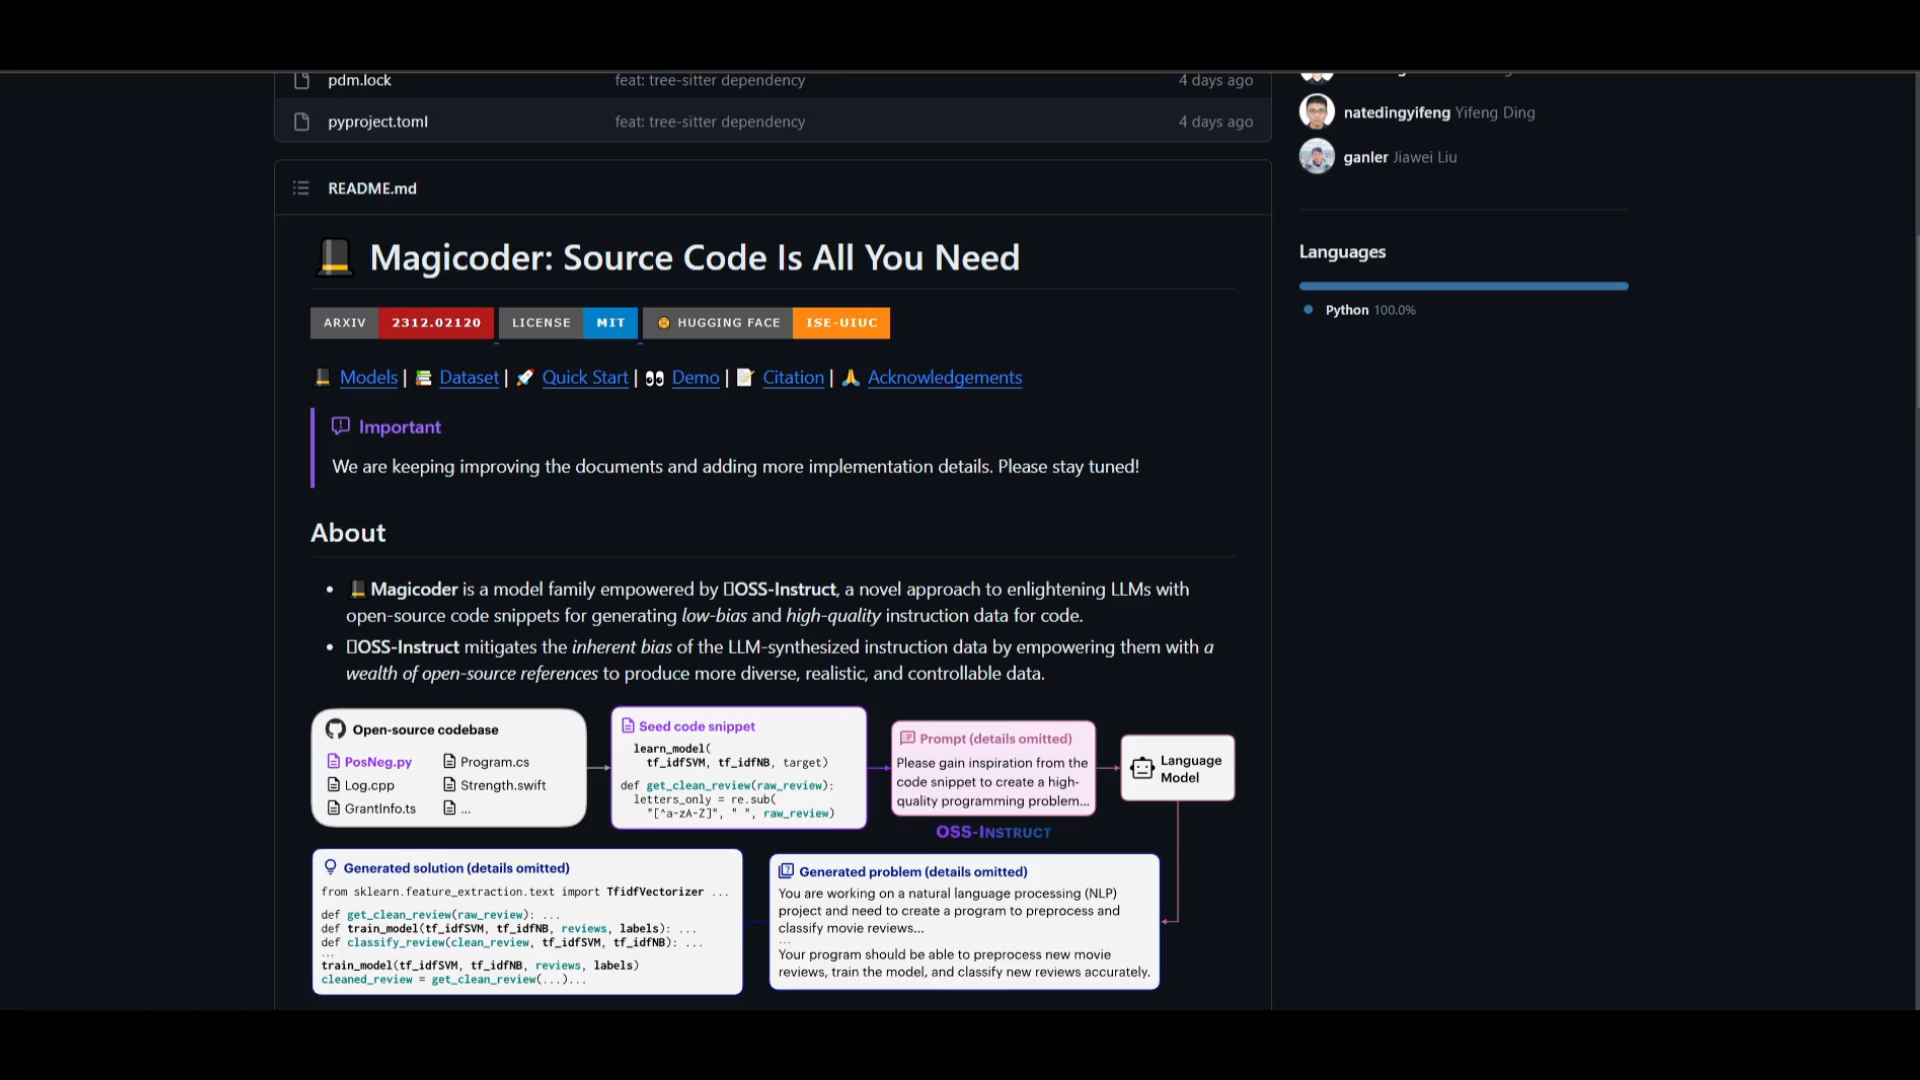 pdm.lock feat: tree-sitter dependency 4 days ago
pyproject.toml feat: tree-sitter dependency 4 days ago
natedingyifeng Yifeng Ding
ganler Jiawei Liu
Languages
Python 100.0%
README.md
Magicoder: Source Code Is All You Need
ARXIV 2312.02120 LICENSE MIT HUGGING FACE ISE-UIUC
Models | Dataset | Quick Start | Demo | Citation | Acknowledgements
Important
We are keeping improving the documents and adding more implementation details. Please stay tuned!
About
Magicoder is a model family empowered by OSS-Instruct, a novel approach to enlightening LLMs with
open-source code snippets for generating low-bias and high-quality instruction data for code.
OSS-Instruct mitigates the inherent bias of the LLM-synthesized instruction data by empowering them with a
wealth of open-source references to produce more diverse, realistic, and controllable data.
Open-source codebase
PosNeg.py Program.cs
Log.cpp Strength.swift
GrantInfo.ts ...
Seed code snippet
learn_model(
tf_idfSVM, tf_idfNB, target)
def get_clean_review(raw_review):
letters_only = re.sub(
"[^a-zA-Z]", " ", raw_review)
Prompt (details omitted)
Please gain inspiration from the
code snippet to create a high-
quality programming problem...
OSS-INSTRUCT
Language
Model
Generated solution (details omitted)
from sklearn.feature_extraction.text import TfidfVectorizer ...
def get_clean_review(raw_review): ...
def train_model(tf_idfSVM, tf_idfNB, reviews, labels): ...
def classify_review(clean_review, tf_idfSVM, tf_idfNB): ...
...
train_model(tf_idfSVM, tf_idfNB, reviews, labels)
cleaned_review = get_clean_review(...)...
Generated problem (details omitted)
You are working on a natural language processing (NLP)
project and need to create a program to preprocess and
classify movie reviews...
...
Your program should be able to preprocess new movie
reviews, train the model, and classify new reviews accurately.